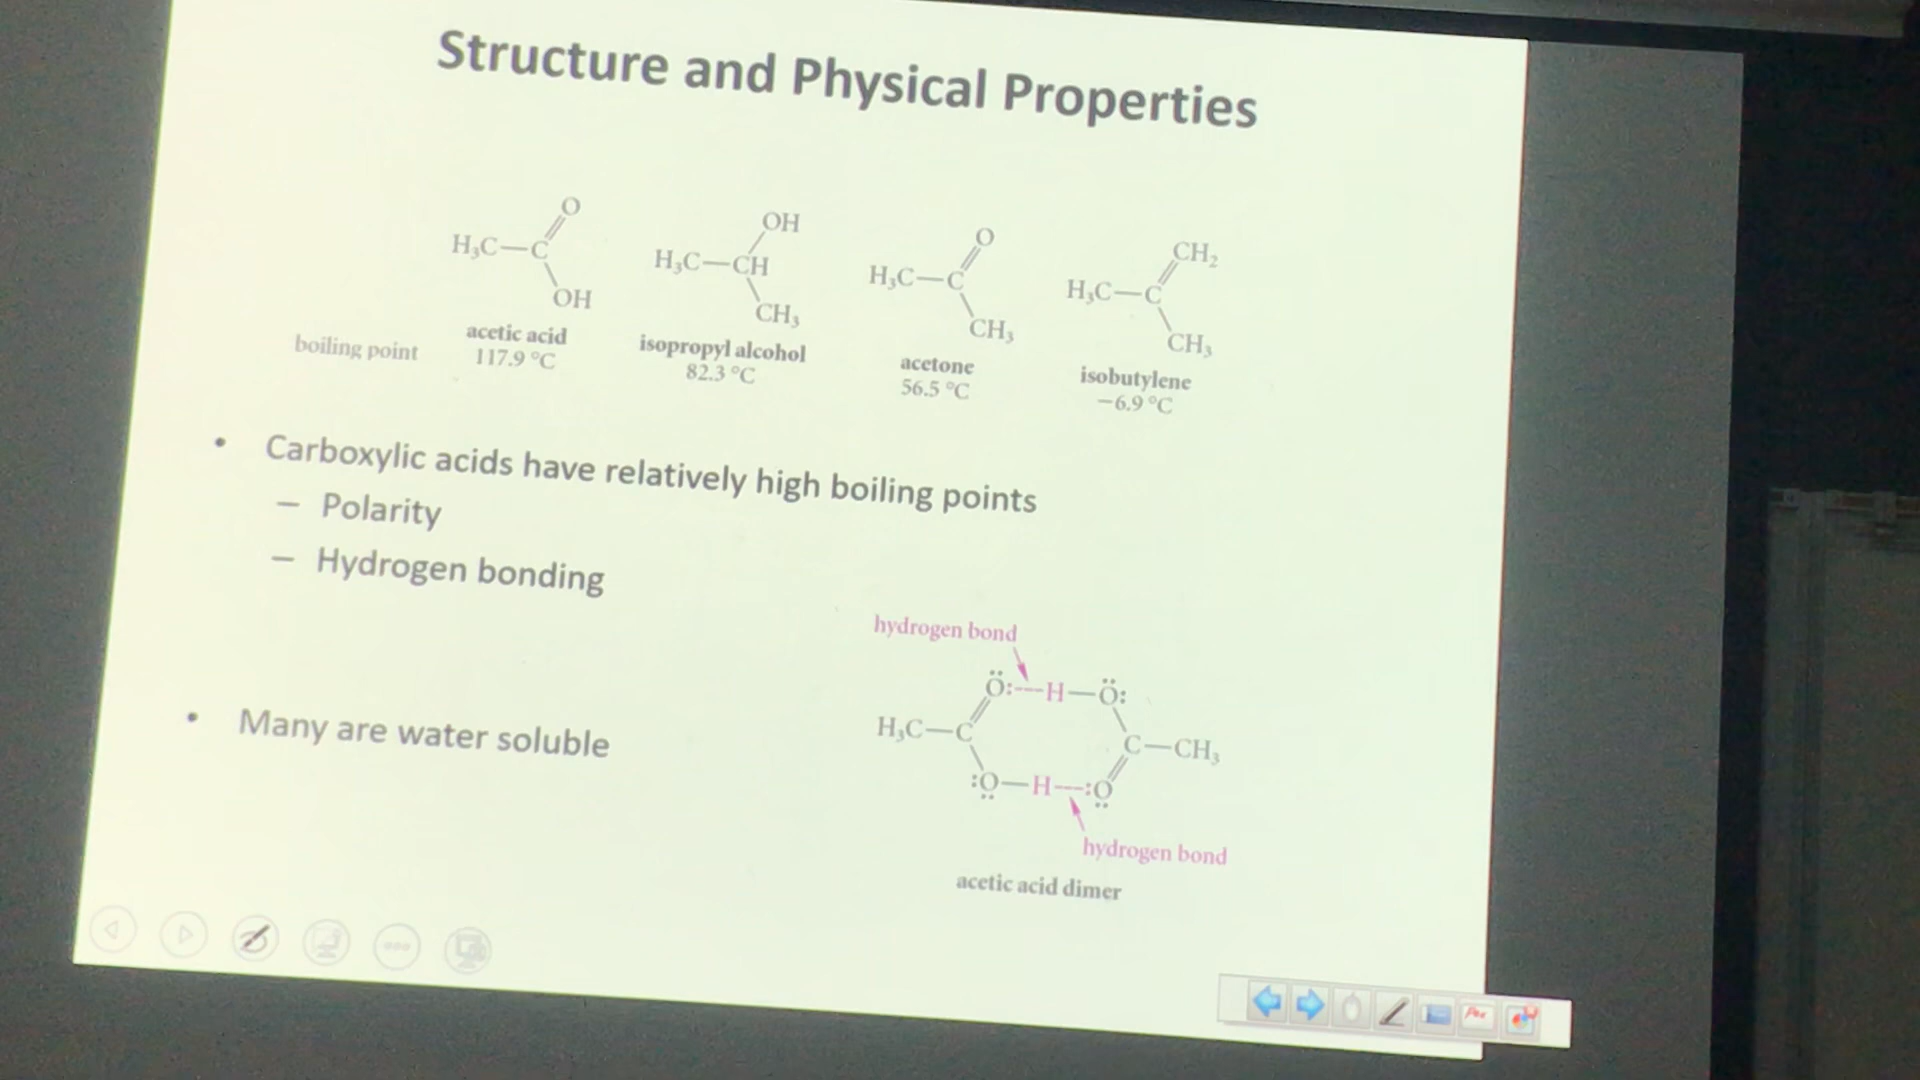 Structure and Physical Properties
O
H₃C—C
OH
acetic acid
117.9 °C
OH
H₃C—CH
CH₃
isopropyl alcohol
82.3 °C
O
H₃C—C
CH₃
acetone
56.5 °C
CH₂
H₃C—C
CH₃
isobutylene
−6.9 °C
boiling point
• Carboxylic acids have relatively high boiling points
– Polarity
– Hydrogen bonding
• Many are water soluble
hydrogen bond
Ö:---H—Ö:
H₃C—C
C—CH₃
:O—H---:O
hydrogen bond
acetic acid dimer